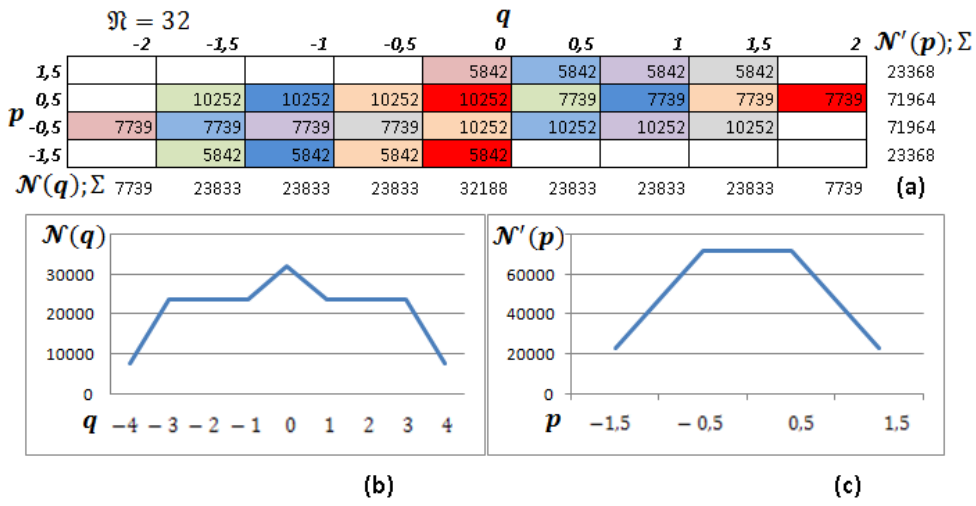 𝔑 = 32 q
-2 -1,5 -1 -0,5 0 0,5 1 1,5 2 𝒩′(p); Σ
1,5 5842 5842 5842 5842 23368
0,5 10252 10252 10252 10252 7739 7739 7739 7739 71964
p -0,5 7739 7739 7739 7739 10252 10252 10252 10252 71964
-1,5 5842 5842 5842 5842 23368
𝒩(q); Σ 7739 23833 23833 23833 32188 23833 23833 23833 7739 (a)
𝒩(q)
30000
20000
10000
0
q −4 −3 −2 −1 0 1 2 3 4
(b)
𝒩′(p)
60000
40000
20000
0
p −1,5 −0,5 0,5 1,5
(c)